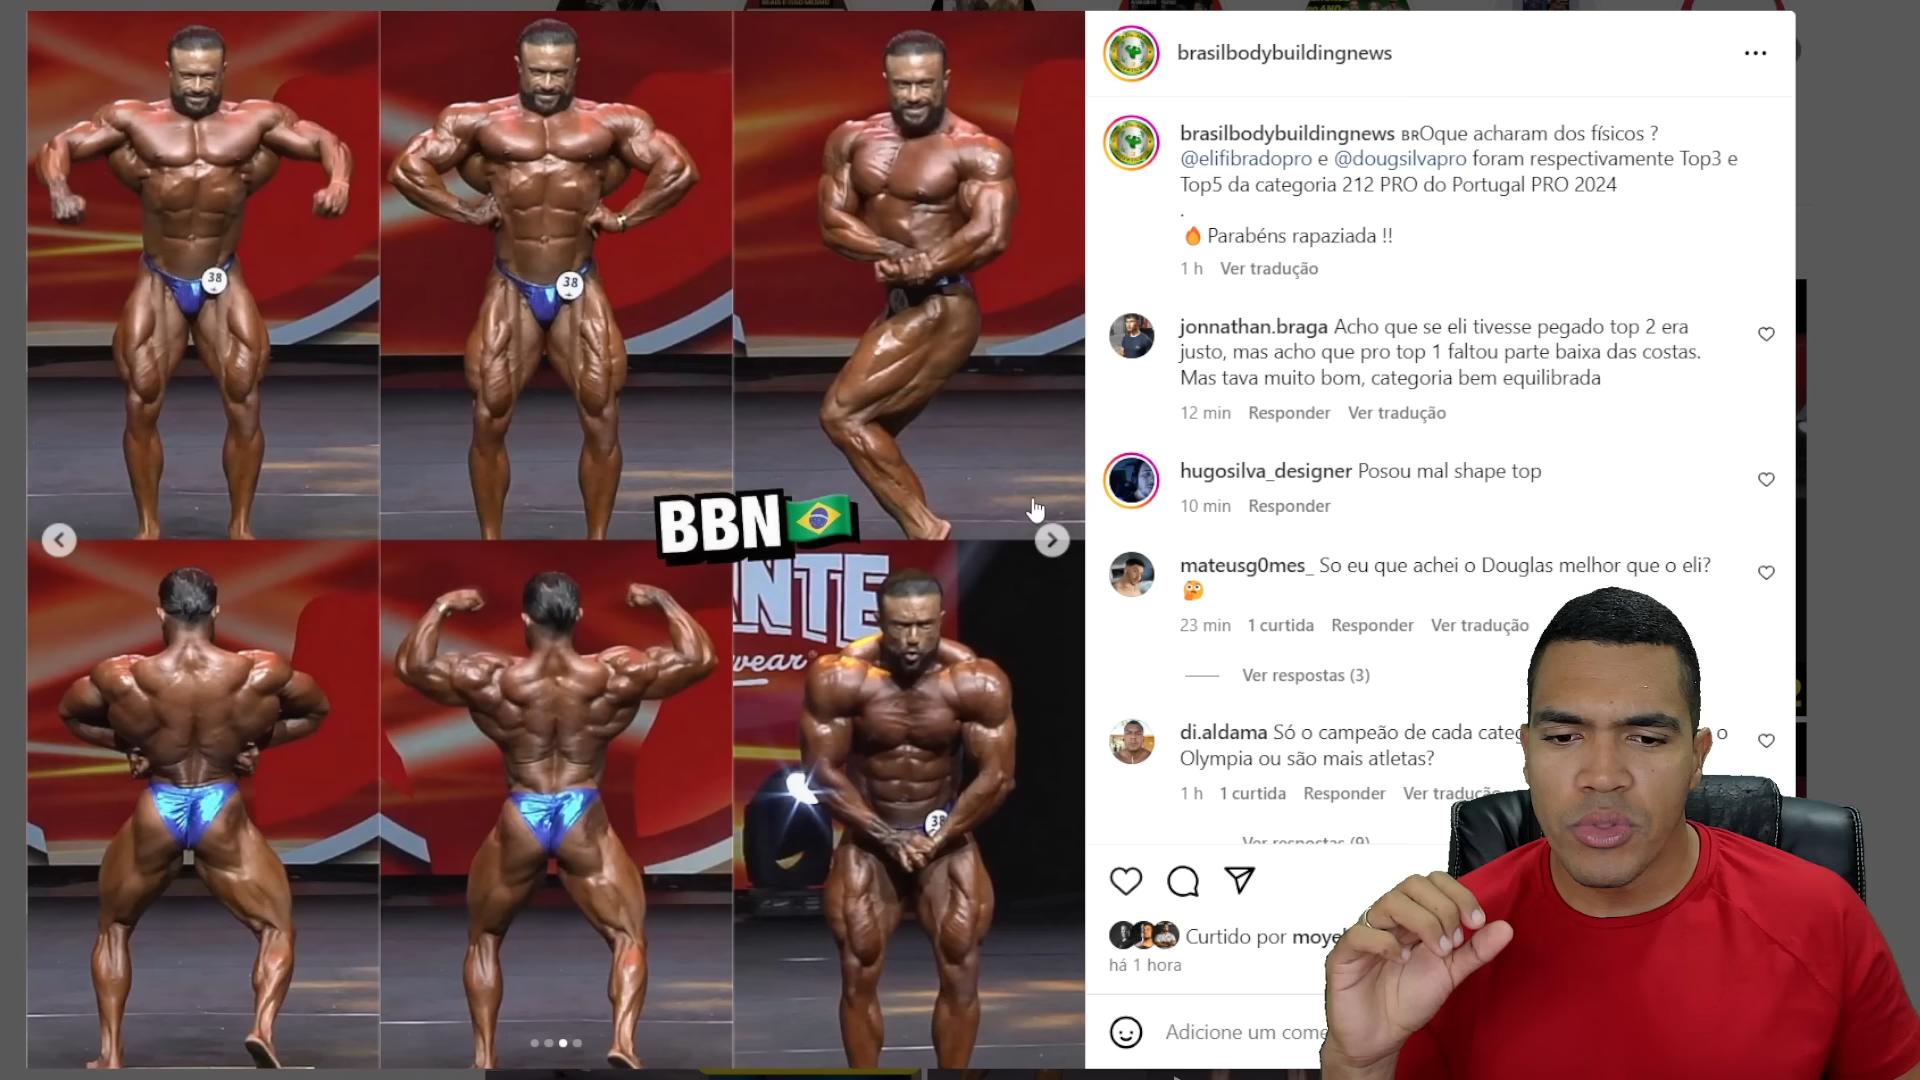 brasilbodybuildingnews
brasilbodybuildingnews BROque acharam dos físicos ?
@elifibradopro e @dougsilvapro foram respectivamente Top3 e
Top5 da categoria 212 PRO do Portugal PRO 2024
.
🔥 Parabéns rapaziada !!
1 h Ver tradução
jonnathan.braga Acho que se eli tivesse pegado top 2 era
justo, mas acho que pro top 1 faltou parte baixa das costas.
Mas tava muito bom, categoria bem equilibrada
12 min Responder Ver tradução
hugosilva_designer Posou mal shape top
10 min Responder
mateusg0mes_ So eu que achei o Douglas melhor que o eli?
🫣
23 min 1 curtida Responder Ver tradução
Ver respostas (3)
di.aldama Só o campeão de cada o
Olympia ou são mais atletas?
1 h 1 curtida Responder Ver
Ver respostas (9)
Curtido por
há 1 hora
Adicione um
38
38
BBN
wear
38